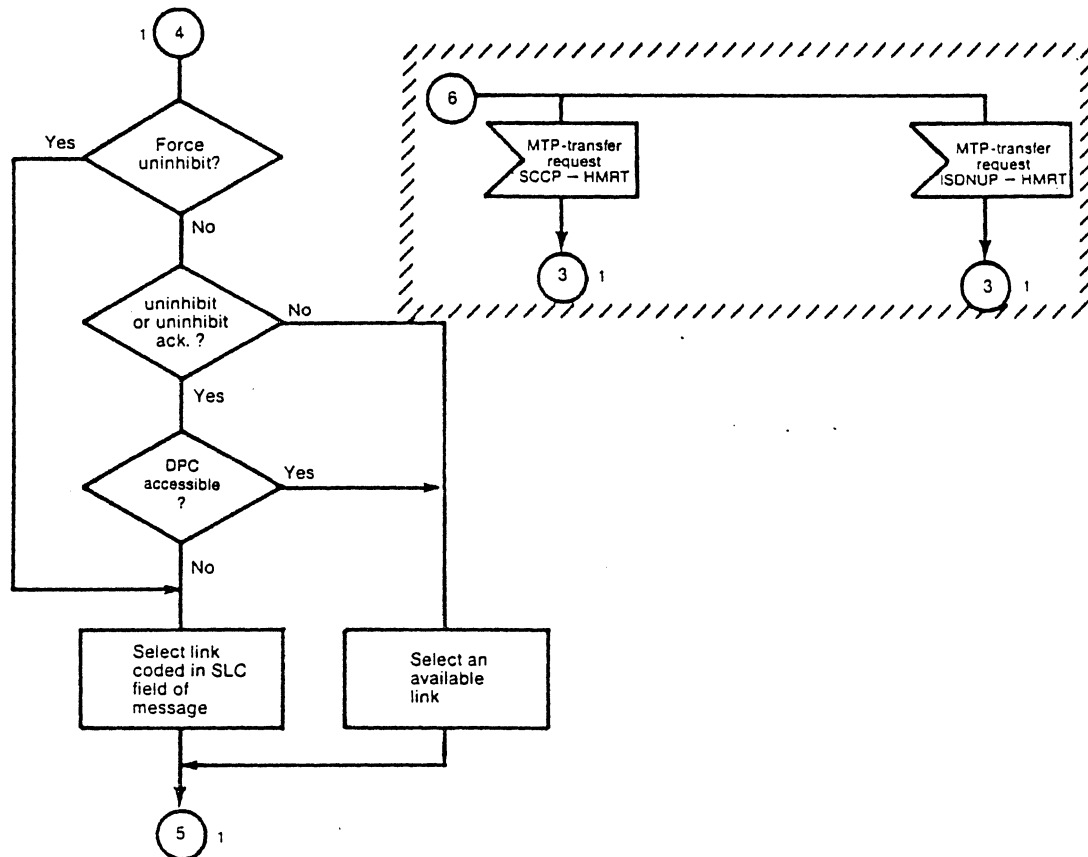 1 4
Force
uninhibit?
Yes
No
uninhibit
or uninhibit
ack. ?
No
Yes
DPC
accessible
?
Yes
No
Select link
coded in SLC
field of
message
Select an
available
link
5 1
6
MTP-transfer
request
SCCP – HMRT
3 1
MTP-transfer
request
ISDNUP – HMRT
3 1